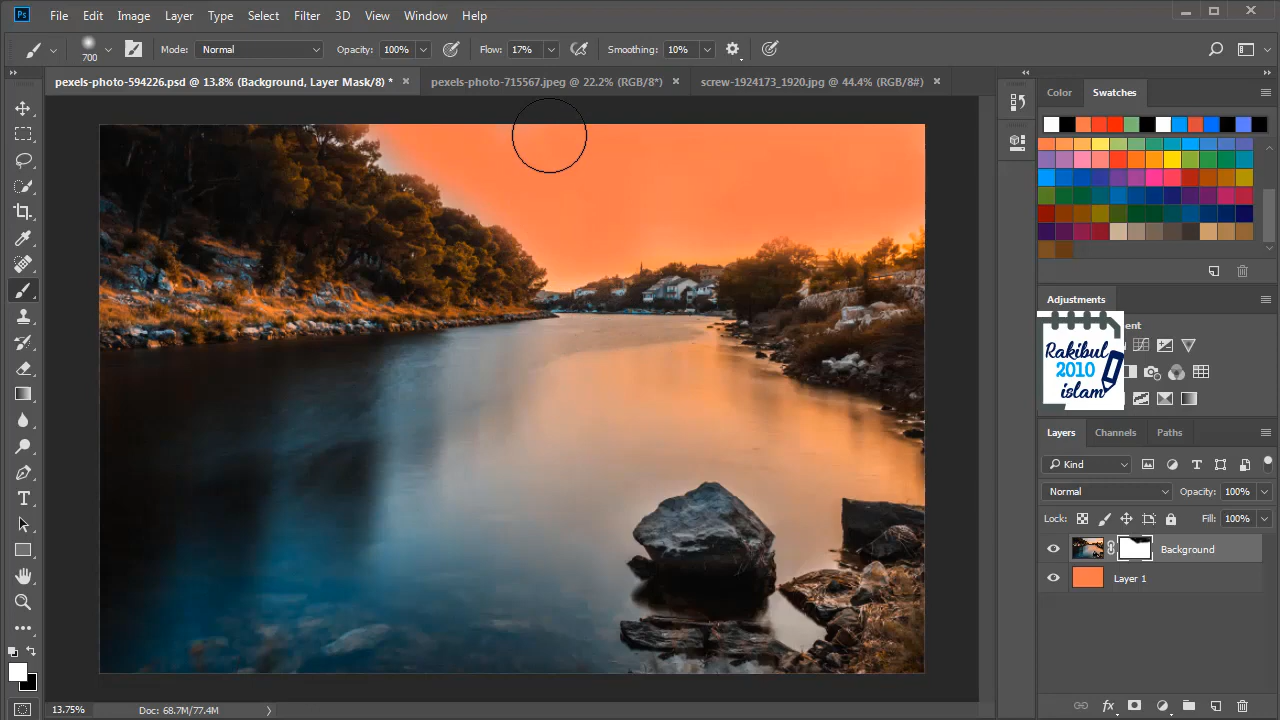 Ps File Edit Image Layer Type Select Filter 3D View Window Help
700 Mode: Normal Opacity: 100% Flow: 17% Smoothing: 10%
pexels-photo-594226.psd @ 13.8% (Background, Layer Mask/8) * × pexels-photo-715567.jpeg @ 22.2% (RGB/8*) × screw-1924173_1920.jpg @ 44.4% (RGB/8#) ×
Color Swatches
Adjustments
ment
Rakibul
2010
islam
Layers Channels Paths
Kind
Normal Opacity: 100%
Lock: Fill: 100%
Background
Layer 1
13.75% Doc: 68.7M/77.4M